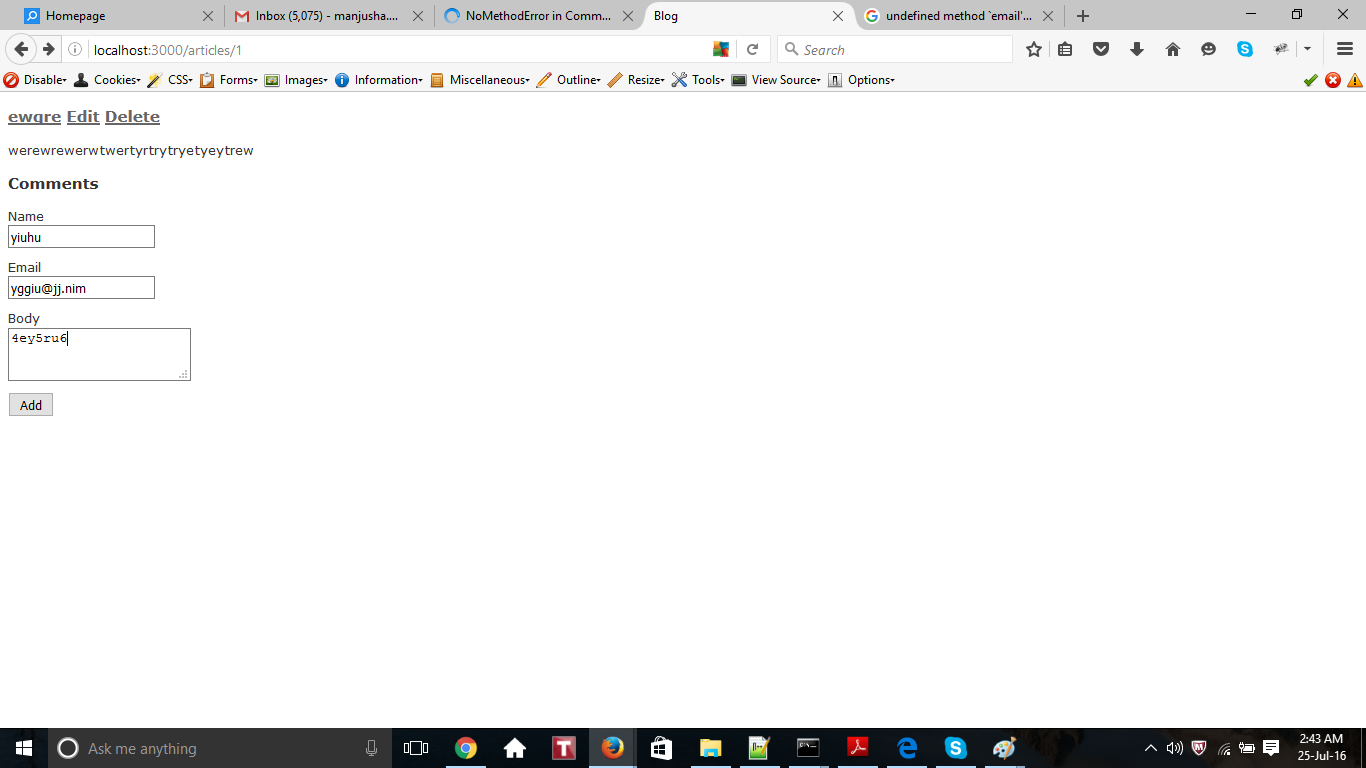 Homepage
Inbox (5,075) - manjusha....
NoMethodError in Comm...
Blog
undefined method `email'...
localhost:3000/articles/1
Search
Disable Cookies CSS Forms Images Information Miscellaneous Outline Resize Tools View Source Options
ewqre Edit Delete
werewrewerwtwertyrtrytryetyeytrew
Comments
Name
yiuhu
Email
yggiu@jj.nim
Body
4ey5ru6
Add
Ask me anything
2:43 AM
25-Jul-16